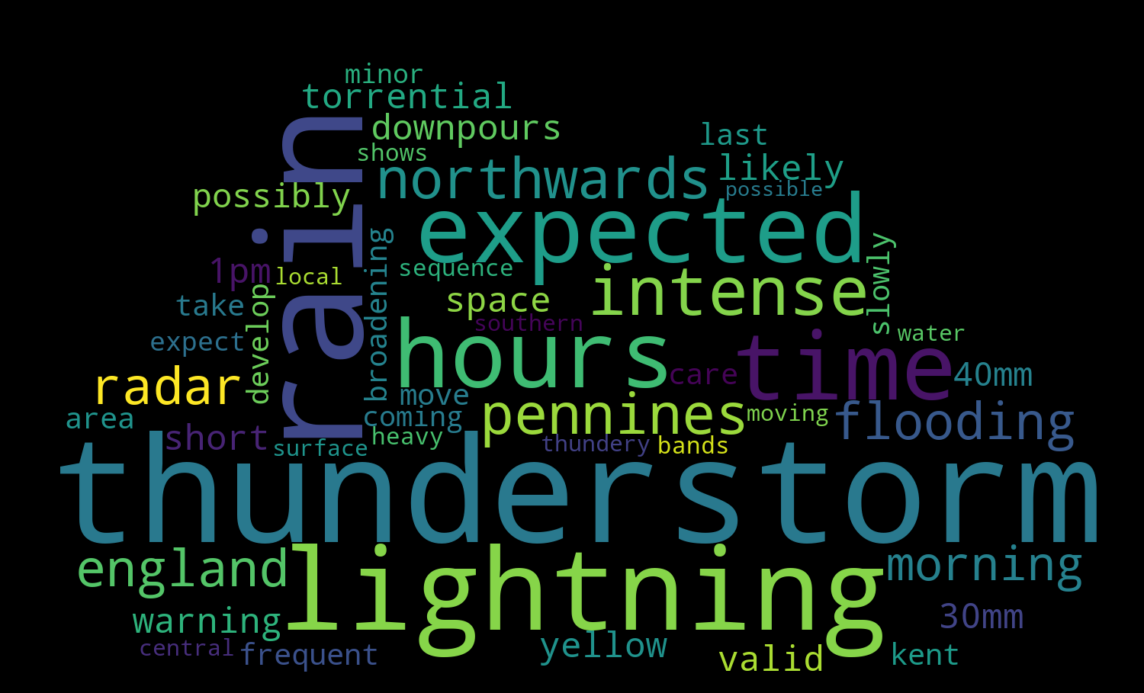 minor
torrential
downpours
last
shows
likely
northwards
possible
possibly
rain
expected
slowly
1pm
local
broadening
sequence
intense
space
take
develop
southern
water
expect
hours
time
care
40mm
radar
move
pennines
moving
flooding
area
coming
short
heavy
surface
thundery
bands
thunderstorm
england
lightning
morning
warning
30mm
central
frequent
yellow
valid
kent